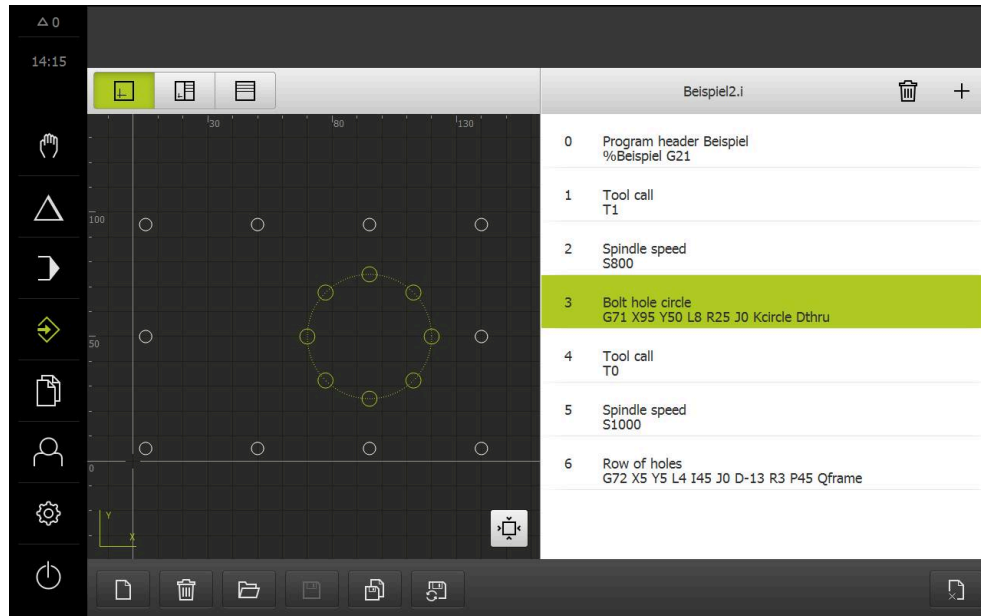 0
14:15
Beispiel2.i
30
80
130
100
50
0
Y
X
0 Program header Beispiel
%Beispiel G21
1 Tool call
T1
2 Spindle speed
S800
3 Bolt hole circle
G71 X95 Y50 L8 R25 J0 Kcircle Dthru
4 Tool call
T0
5 Spindle speed
S1000
6 Row of holes
G72 X5 Y5 L4 I45 J0 D-13 R3 P45 Qframe